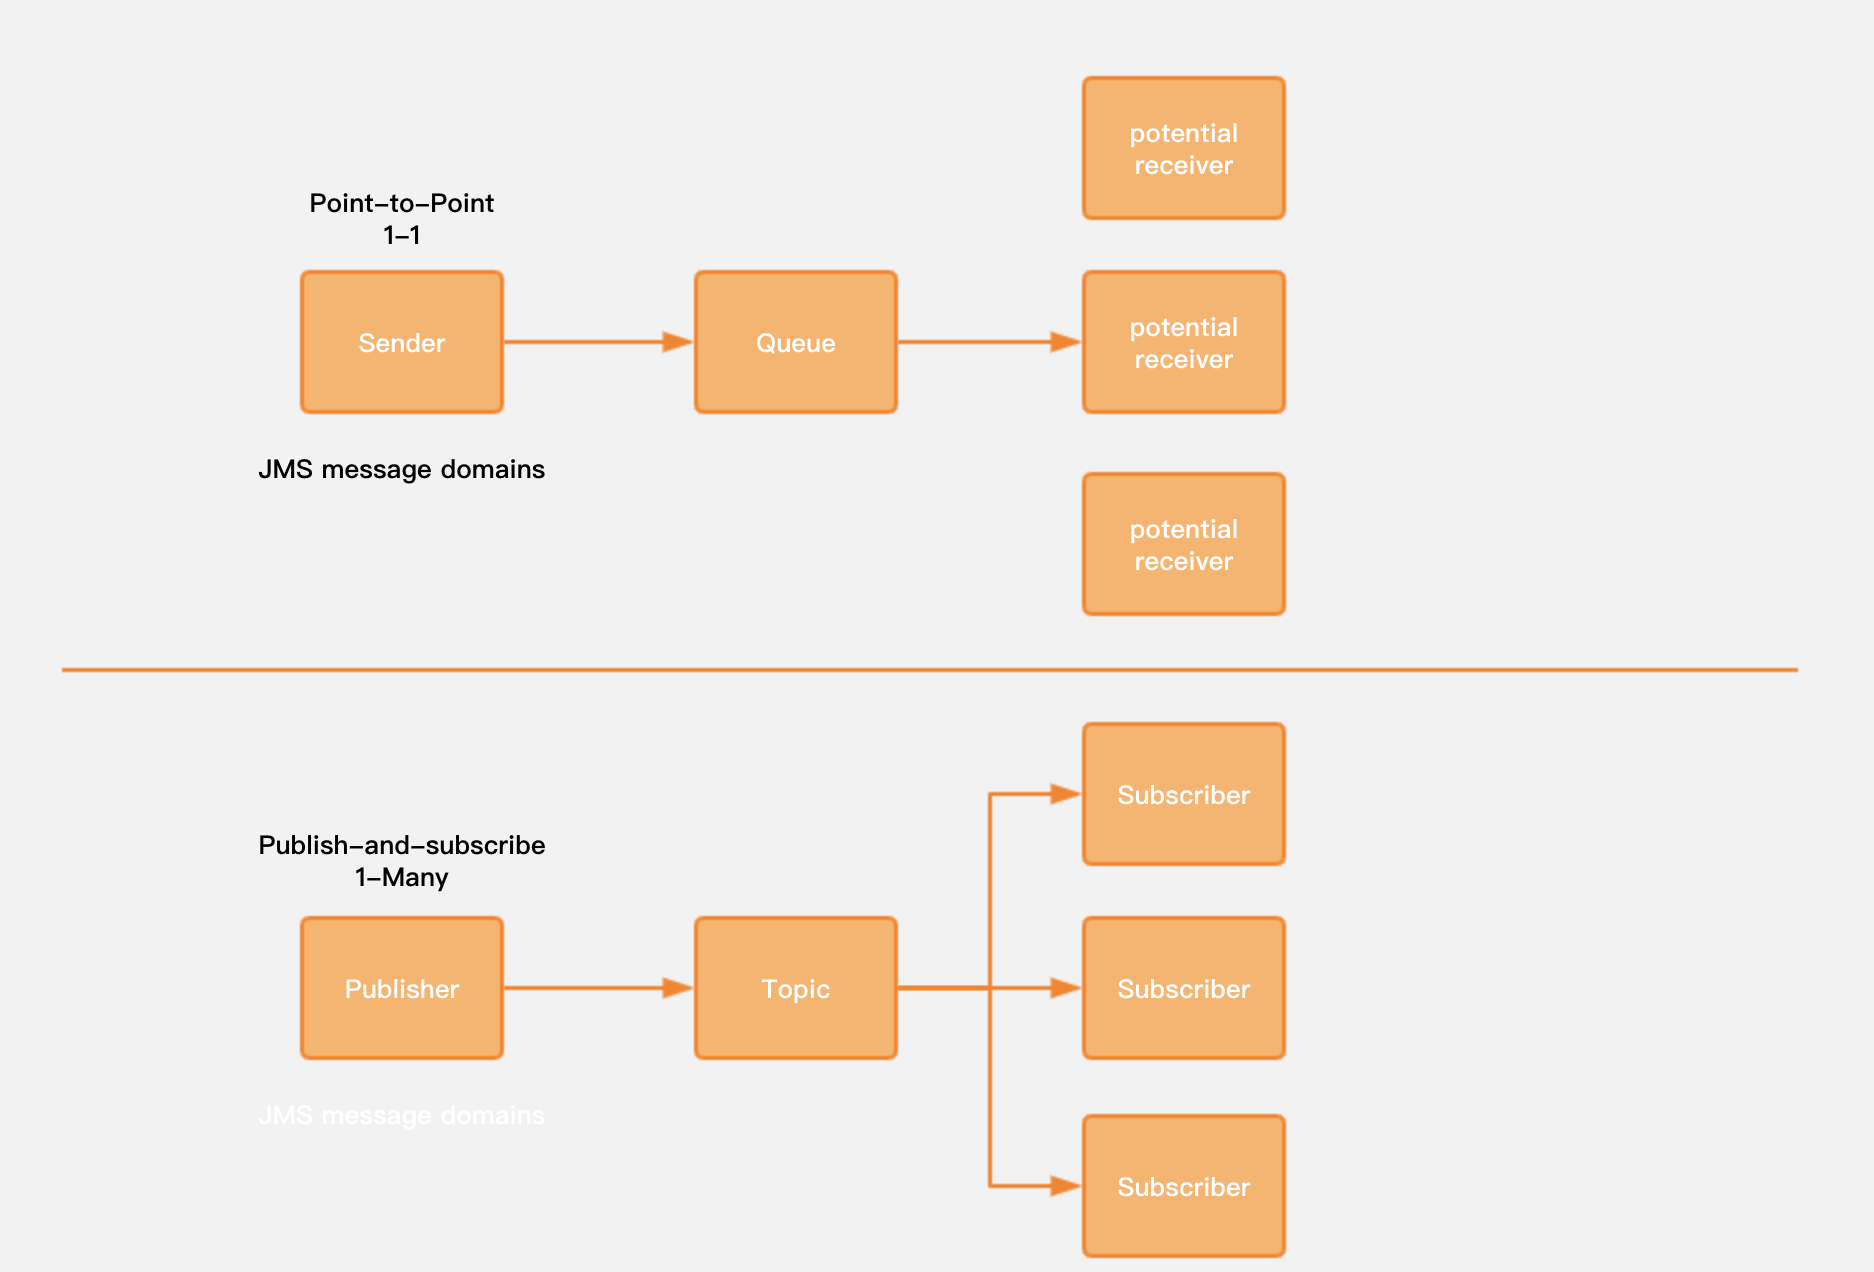 potential
receiver
Point–to–Point
1–1
Sender
Queue
potential
receiver
JMS message domains
potential
receiver
Subscriber
Publish–and–subscribe
1–Many
Publisher
Topic
Subscriber
JMS message domains
Subscriber